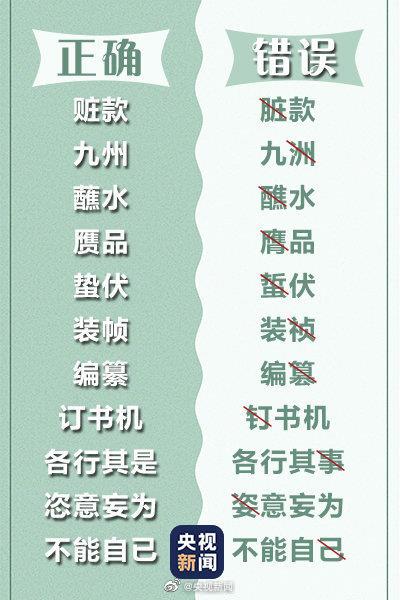 正确 错误
赃款 脏款
九州 九洲
蘸水 醮水
赝品 膺品
蛰伏 蜇伏
装帧 装祯
编纂 编篡
订书机 钉书机
各行其是 各行其事
恣意妄为 姿意妄为
不能自已 不能自己
央视
新闻
@央视新闻